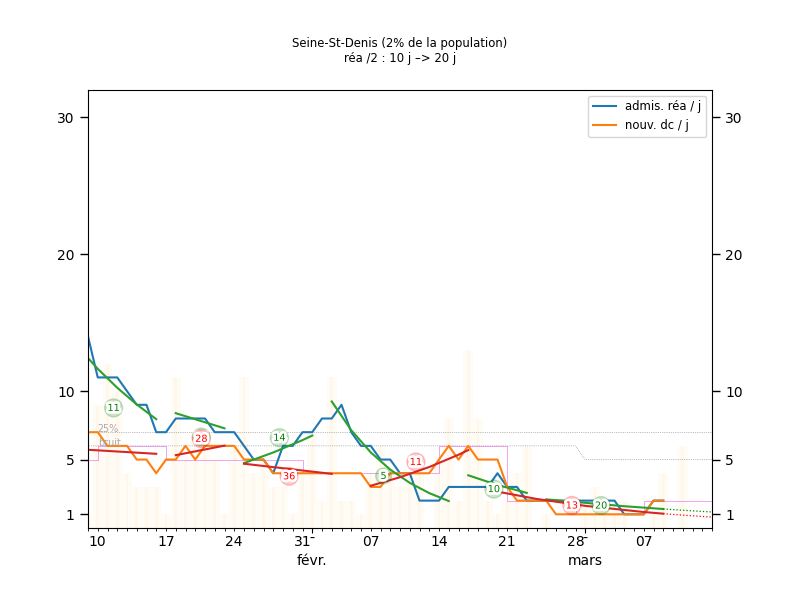 Seine-St-Denis (2% de la population)
réa /2 : 10 j –> 20 j
admis. réa / j
nouv. dc / j
30 30
20 20
10 10
11
25%
28 14
5 5
36 5 11
10
13 20
1 1
10 17 24 31 07 14 21 28 07
févr. mars